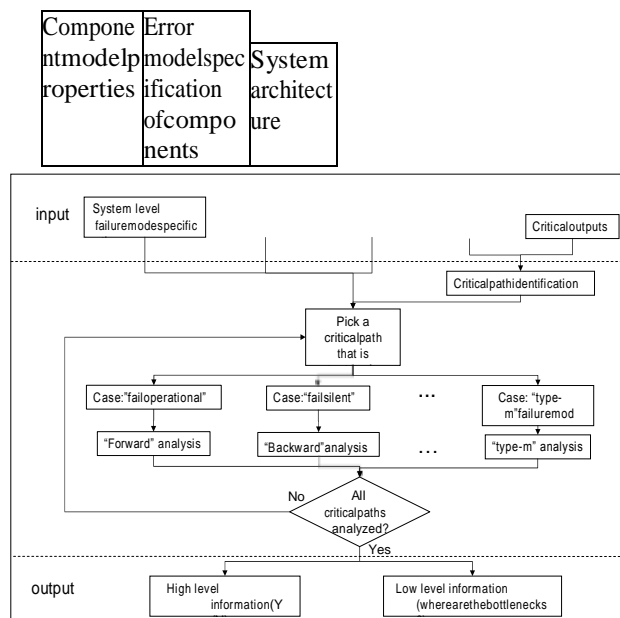 Compone
ntmodelp
roperties
Error
modelspec
ification
ofcompo
nents
System
architect
ure
input
System level
failuremodespecific
Criticaloutputs
Criticalpathidentification
Pick a
criticalpath
that is
Case:"failoperational"
Case:"failsilent"
...
Case: "type-
m"failuremod
"Forward" analysis
"Backward"analysis
...
"type-m" analysis
No
All
criticalpaths
analyzed?
Yes
output
High level
information(Y
Low level information
(wherearethebottlenecks